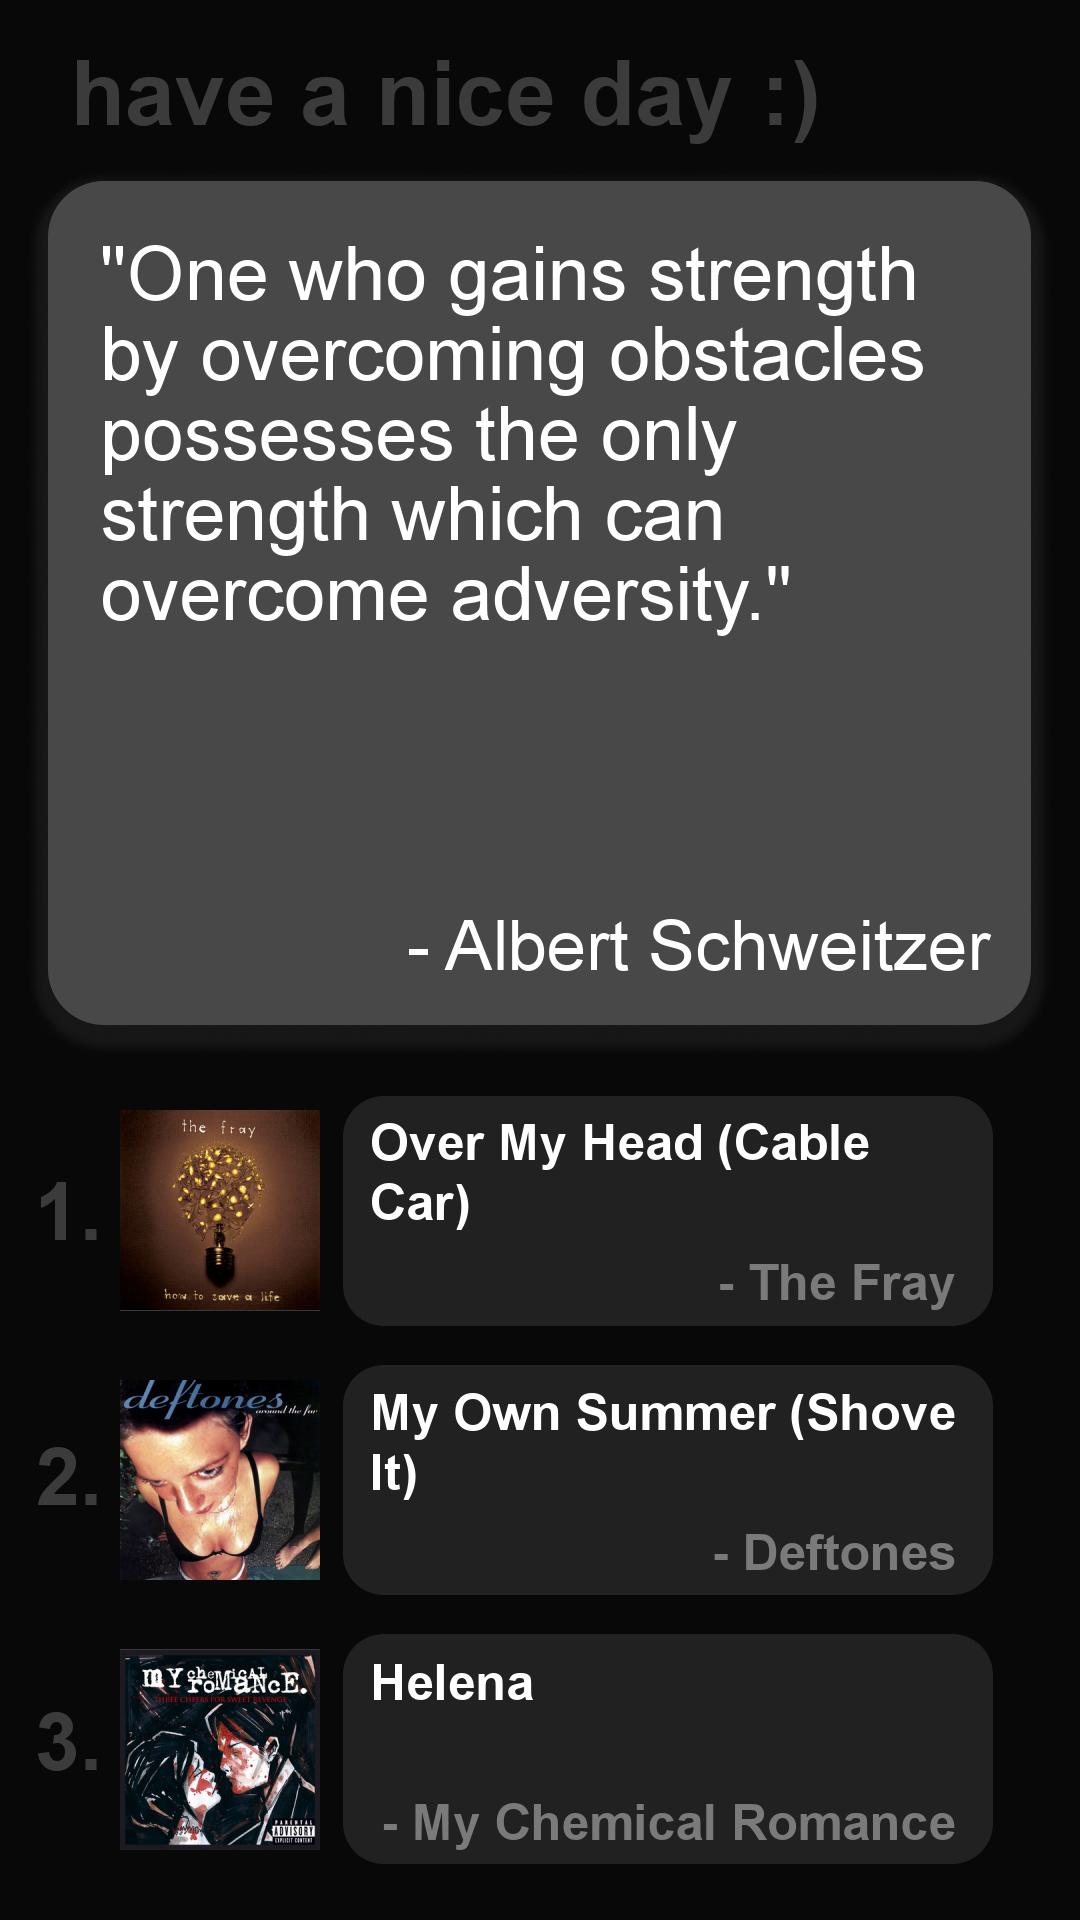 have a nice day :)
"One who gains strength
by overcoming obstacles
possesses the only
strength which can
overcome adversity."
- Albert Schweitzer
1.
the fray
how to save a life
Over My Head (Cable
Car)
- The Fray
2.
deftones
around the fur
My Own Summer (Shove
It)
- Deftones
3.
MY CHEMICAL
ROMANCE.
THREE CHEERS FOR SWEET REVENGE
PARENTAL
ADVISORY
EXPLICIT CONTENT
Helena
- My Chemical Romance